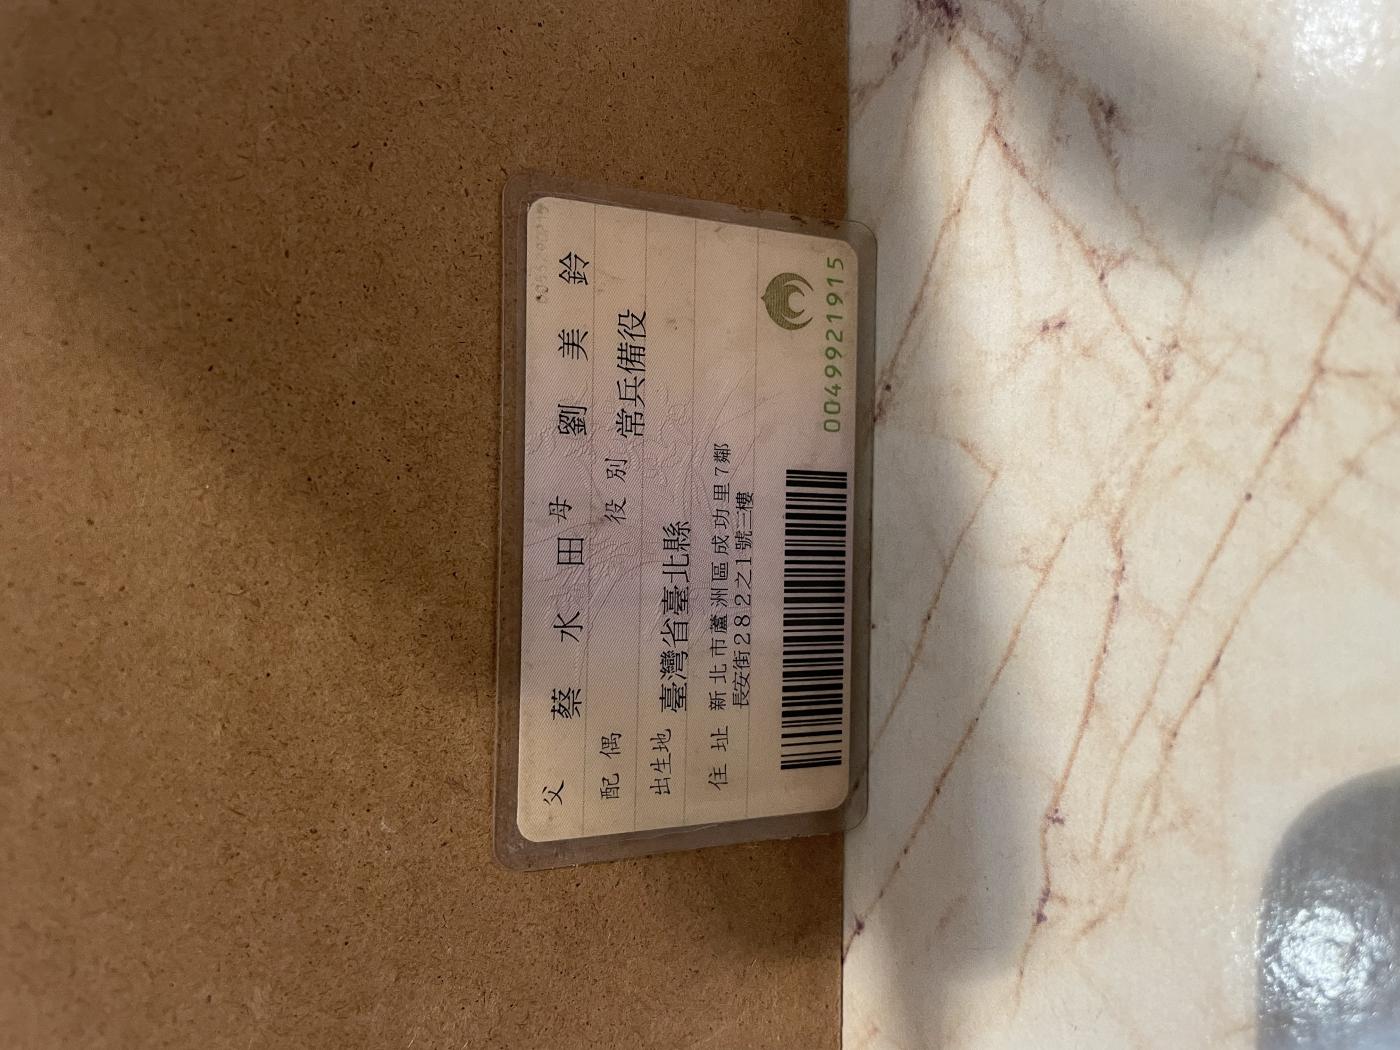 父 蔡水田 母 劉美鈴
配偶 役別 常兵備役
出生地 臺灣省臺北縣
住址 新北市蘆洲區成功里7鄰
長安街282之1號三樓
0049921915